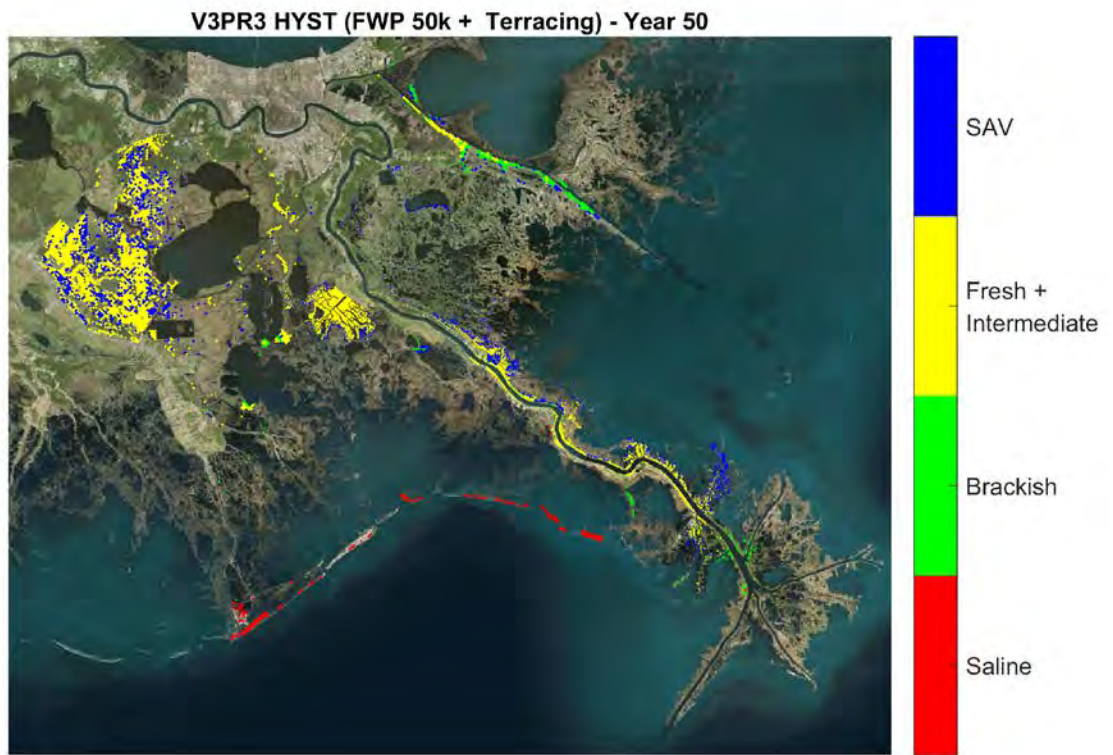 V3PR3 HYST (FWP 50k + Terracing) - Year 50
SAV
Fresh +
Intermediate
Brackish
Saline